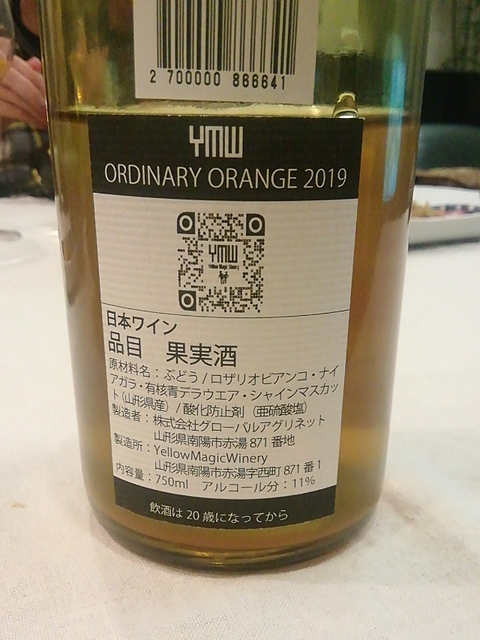 2 700000 866641
YMW
ORDINARY ORANGE 2019
YMW
日本ワイン
品目 果実酒
原材料名：ぶどう / ロザリオビアンコ・ナイ
アガラ・有核青デラウエア・シャインマスカッ
ト(山形県産) / 酸化防止剤（亜硫酸塩）
製造者：株式会社グローバルアグリネット
山形県南陽市赤湯 871 番地
製造所：YellowMagicWinery
山形県南陽市赤湯字西町 871 番 1
内容量：750ml アルコール分：11%
飲酒は 20 歳になってから